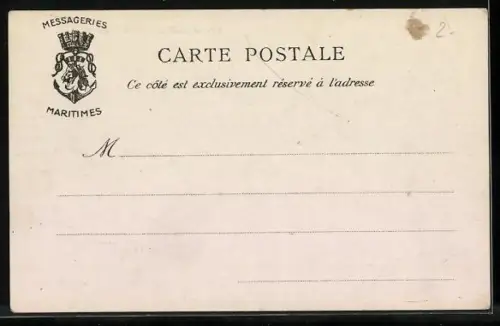 MESSAGERIES
MARITIMES
CARTE POSTALE
Ce côté est exclusivement réservé à l'adresse
M
2-